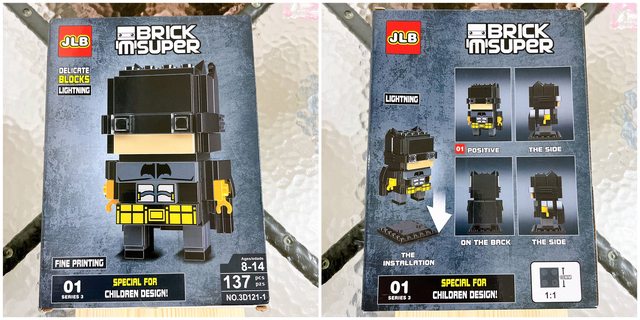 JLB
BRICK
M'SUPER
DELICATE
BLOCKS
LIGHTNING
FINE PRINTING
01
SERIES 3
SPECIAL FOR
CHILDREN DESIGN!
Ages/edades
8-14
137 pcs
pzs
NO.3D121-1
JLB
BRICK
M'SUPER
LIGHTNING
01 POSITIVE
THE SIDE
THE
INSTALLATION
ON THE BACK
THE SIDE
01
SERIES 3
SPECIAL FOR
CHILDREN DESIGN!
1:1